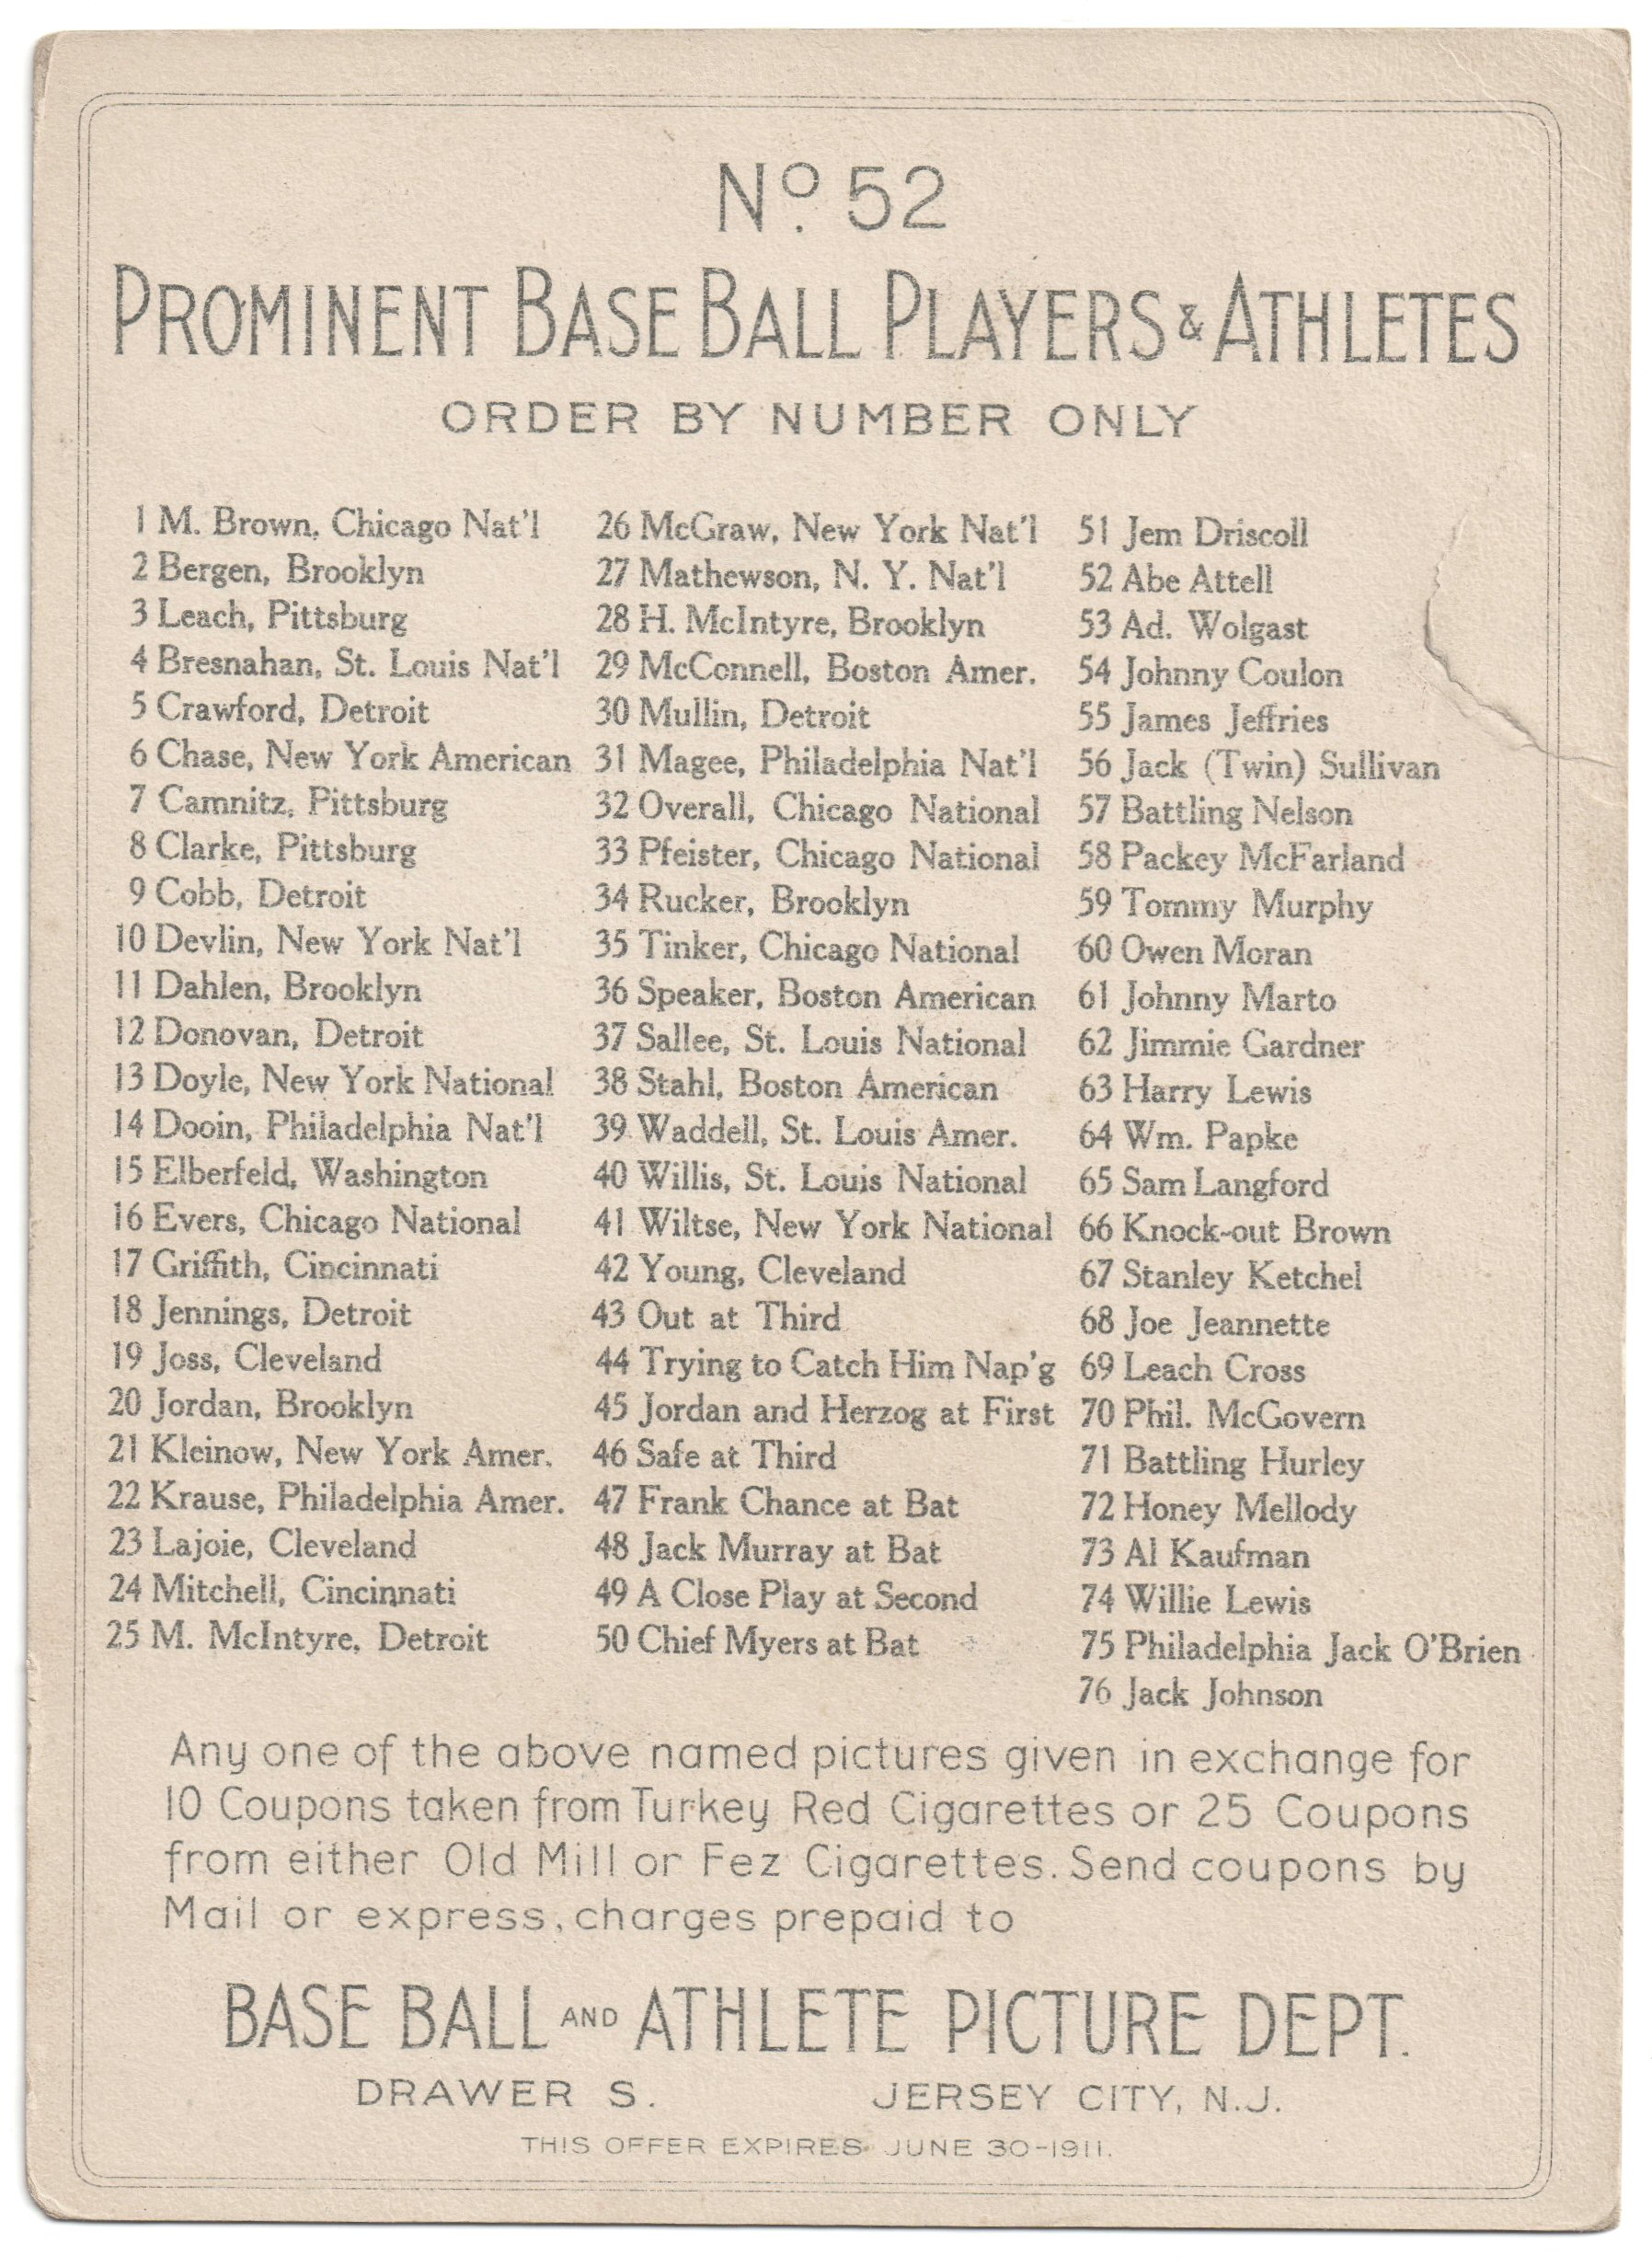 No. 52
PROMINENT BASE BALL PLAYERS & ATHLETES
ORDER BY NUMBER ONLY
1 M. Brown, Chicago Nat'l
2 Bergen, Brooklyn
3 Leach, Pittsburg
4 Bresnahan, St. Louis Nat'l
5 Crawford, Detroit
6 Chase, New York American
7 Camnitz, Pittsburg
8 Clarke, Pittsburg
9 Cobb, Detroit
10 Devlin, New York Nat'l
11 Dahlen, Brooklyn
12 Donovan, Detroit
13 Doyle, New York National
14 Dooin, Philadelphia Nat'l
15 Elberfeld, Washington
16 Evers, Chicago National
17 Griffith, Cincinnati
18 Jennings, Detroit
19 Joss, Cleveland
20 Jordan, Brooklyn
21 Kleinow, New York Amer.
22 Krause, Philadelphia Amer.
23 Lajoie, Cleveland
24 Mitchell, Cincinnati
25 M. McIntyre, Detroit
26 McGraw, New York Nat'l
27 Mathewson, N. Y. Nat'l
28 H. McIntyre, Brooklyn
29 McConnell, Boston Amer.
30 Mullin, Detroit
31 Magee, Philadelphia Nat'l
32 Overall, Chicago National
33 Pfeister, Chicago National
34 Rucker, Brooklyn
35 Tinker, Chicago National
36 Speaker, Boston American
37 Sallee, St. Louis National
38 Stahl, Boston American
39 Waddell, St. Louis Amer.
40 Willis, St. Louis National
41 Wiltse, New York National
42 Young, Cleveland
43 Out at Third
44 Trying to Catch Him Nap'g
45 Jordan and Herzog at First
46 Safe at Third
47 Frank Chance at Bat
48 Jack Murray at Bat
49 A Close Play at Second
50 Chief Myers at Bat
51 Jem Driscoll
52 Abe Attell
53 Ad. Wolgast
54 Johnny Coulon
55 James Jeffries
56 Jack (Twin) Sullivan
57 Battling Nelson
58 Packey McFarland
59 Tommy Murphy
60 Owen Moran
61 Johnny Marto
62 Jimmie Gardner
63 Harry Lewis
64 Wm. Papke
65 Sam Langford
66 Knock-out Brown
67 Stanley Ketchel
68 Joe Jeannette
69 Leach Cross
70 Phil. McGovern
71 Battling Hurley
72 Honey Mellody
73 Al Kaufman
74 Willie Lewis
75 Philadelphia Jack O'Brien
76 Jack Johnson
Any one of the above named pictures given in exchange for
10 Coupons taken from Turkey Red Cigarettes or 25 Coupons
from either Old Mill or Fez Cigarettes. Send coupons by
Mail or express, charges prepaid to
BASE BALL AND ATHLETE PICTURE DEPT.
DRAWER S. JERSEY CITY, N.J.
THIS OFFER EXPIRES JUNE 30-1911.